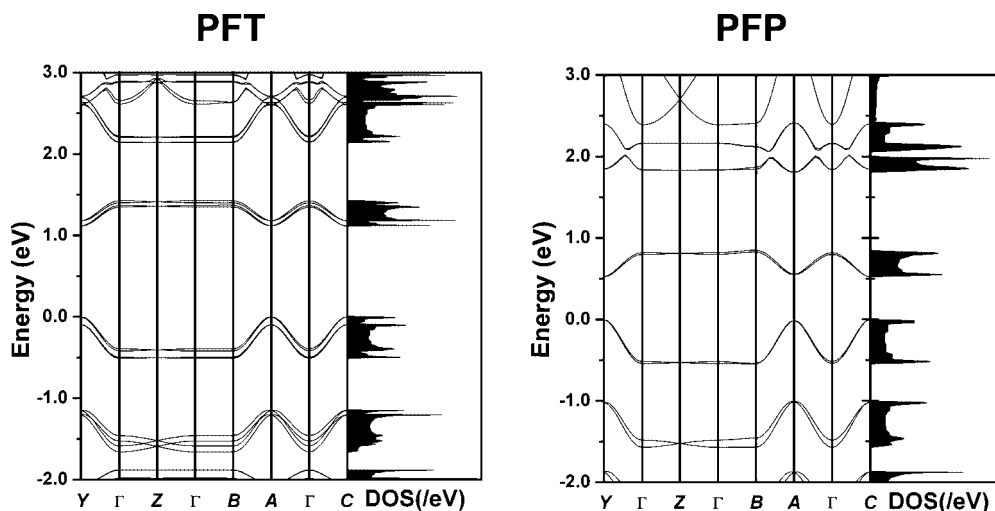 PFT
PFP
3.0
2.0
1.0
0.0
-1.0
-2.0
Energy (eV)
Y Γ Z Γ B A Γ C DOS(/eV)
3.0
2.0
1.0
0.0
-1.0
-2.0
Energy (eV)
Y Γ Z Γ B A Γ C DOS(/eV)